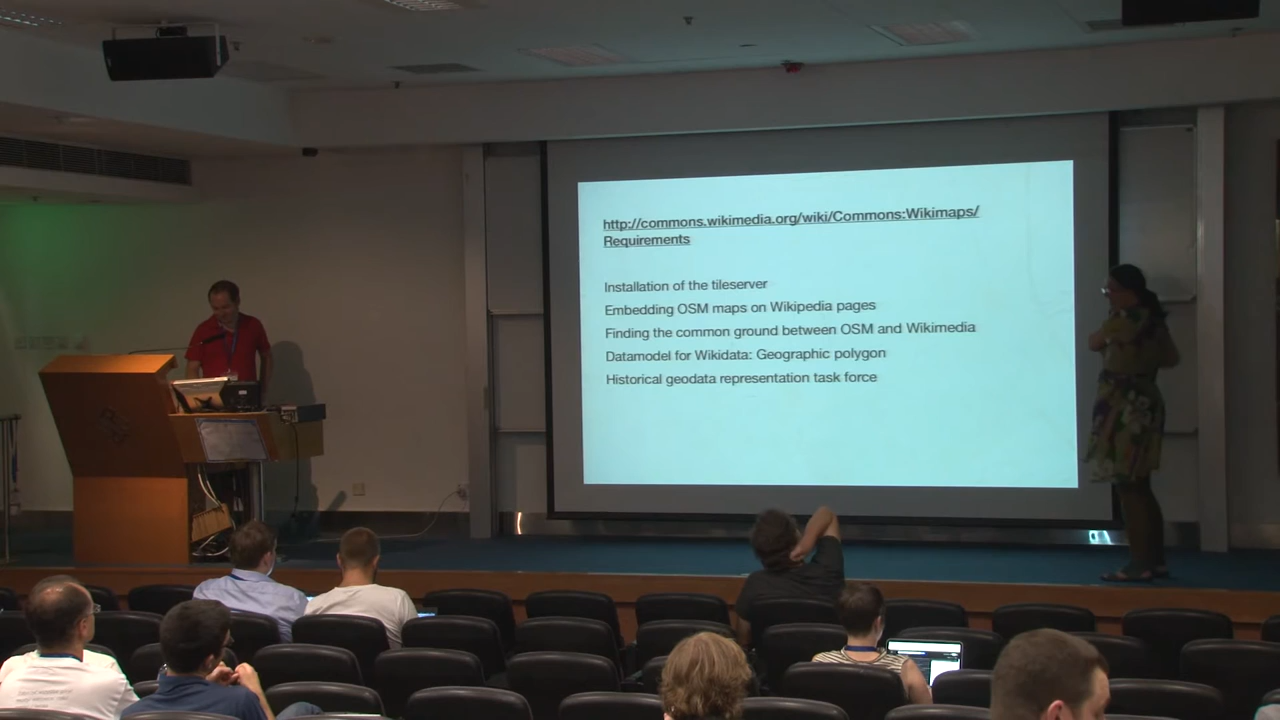 http://commons.wikimedia.org/wiki/Commons:Wikimaps/
Requirements
Installation of the tileserver
Embedding OSM maps on Wikipedia pages
Finding the common ground between OSM and Wikimedia
Datamodel for Wikidata: Geographic polygon
Historical geodata representation task force